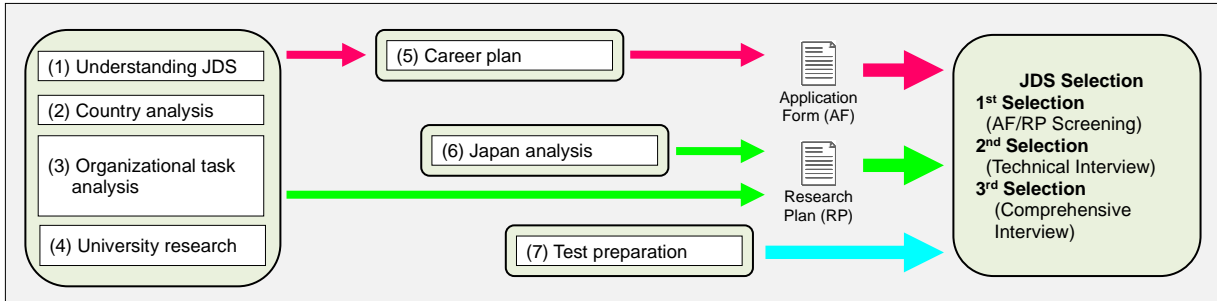 (1) Understanding JDS
(2) Country analysis
(3) Organizational task
analysis
(4) University research
(5) Career plan
(6) Japan analysis
(7) Test preparation
Application
Form (AF)
Research
Plan (RP)
JDS Selection
1st Selection
(AF/RP Screening)
2nd Selection
(Technical Interview)
3rd Selection
(Comprehensive
Interview)